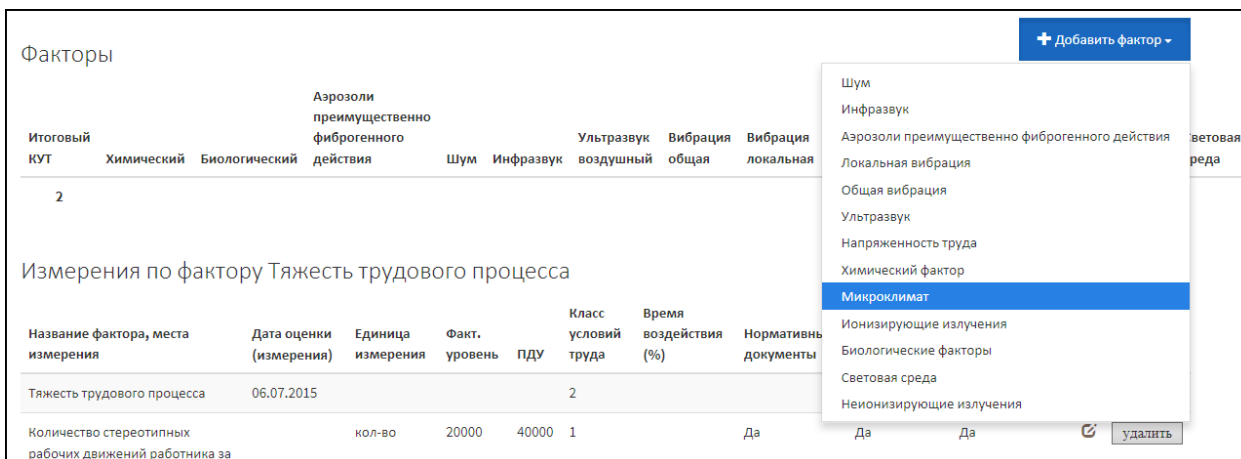 Добавить фактор
Факторы
Шум
Инфразвук
Аэрозоли преимущественно фиброгенного действия
Локальная вибрация
Общая вибрация
Ультразвук
Напряженность труда
Химический фактор
Микроклимат
Ионизирующие излучения
Биологические факторы
Световая среда
Неионизирующие излучения
Аэрозоли
преимущественно
Итоговый фиброгенного Ультразвук Вибрация Вибрация
КУТ Химический Биологический действия Шум Инфразвук воздушный общая локальная
2
Измерения по фактору Тяжесть трудового процесса
Класс Время
Название фактора, места Дата оценки Единица Факт. условий воздействия
измерения (измерения) измерения уровень ПДУ труда (%) документы
Тяжесть трудового процесса 06.07.2015 2
Количество стереотипных кол-во 20000 40000 1 Да Да Да удалить
рабочих движений работника за